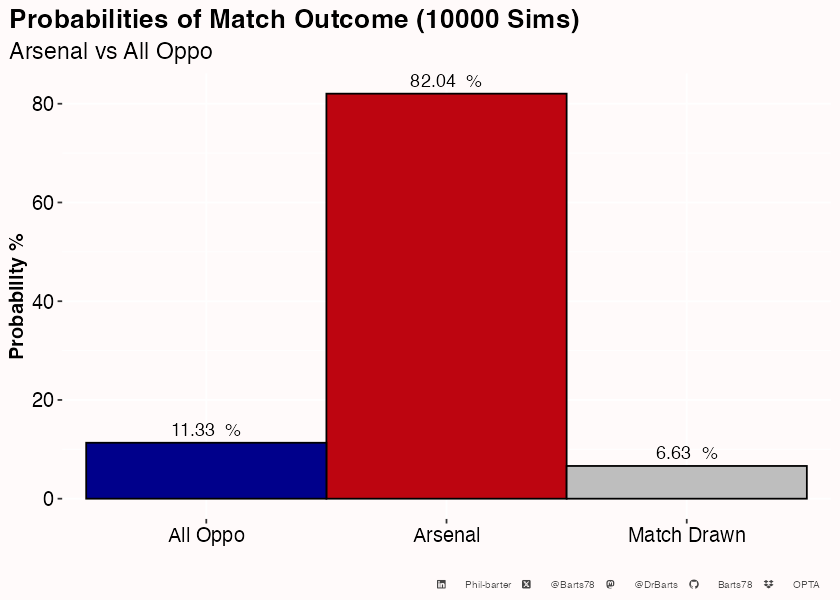 Probabilities of Match Outcome (10000 Sims)
Arsenal vs All Oppo
82.04 %
80
60
Probability %
40
20
11.33 %
6.63 %
0
All Oppo Arsenal Match Drawn
Phil-barter @Barts78 @DrBarts Barts78 OPTA